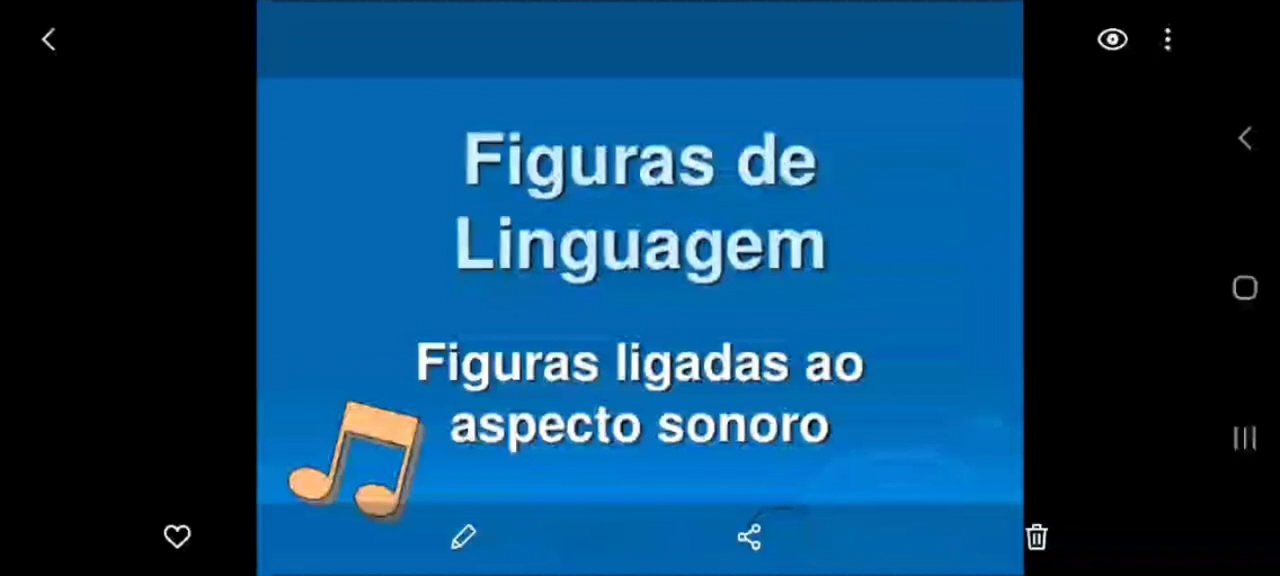 Figuras de
Linguagem
Figuras ligadas ao
aspecto sonoro